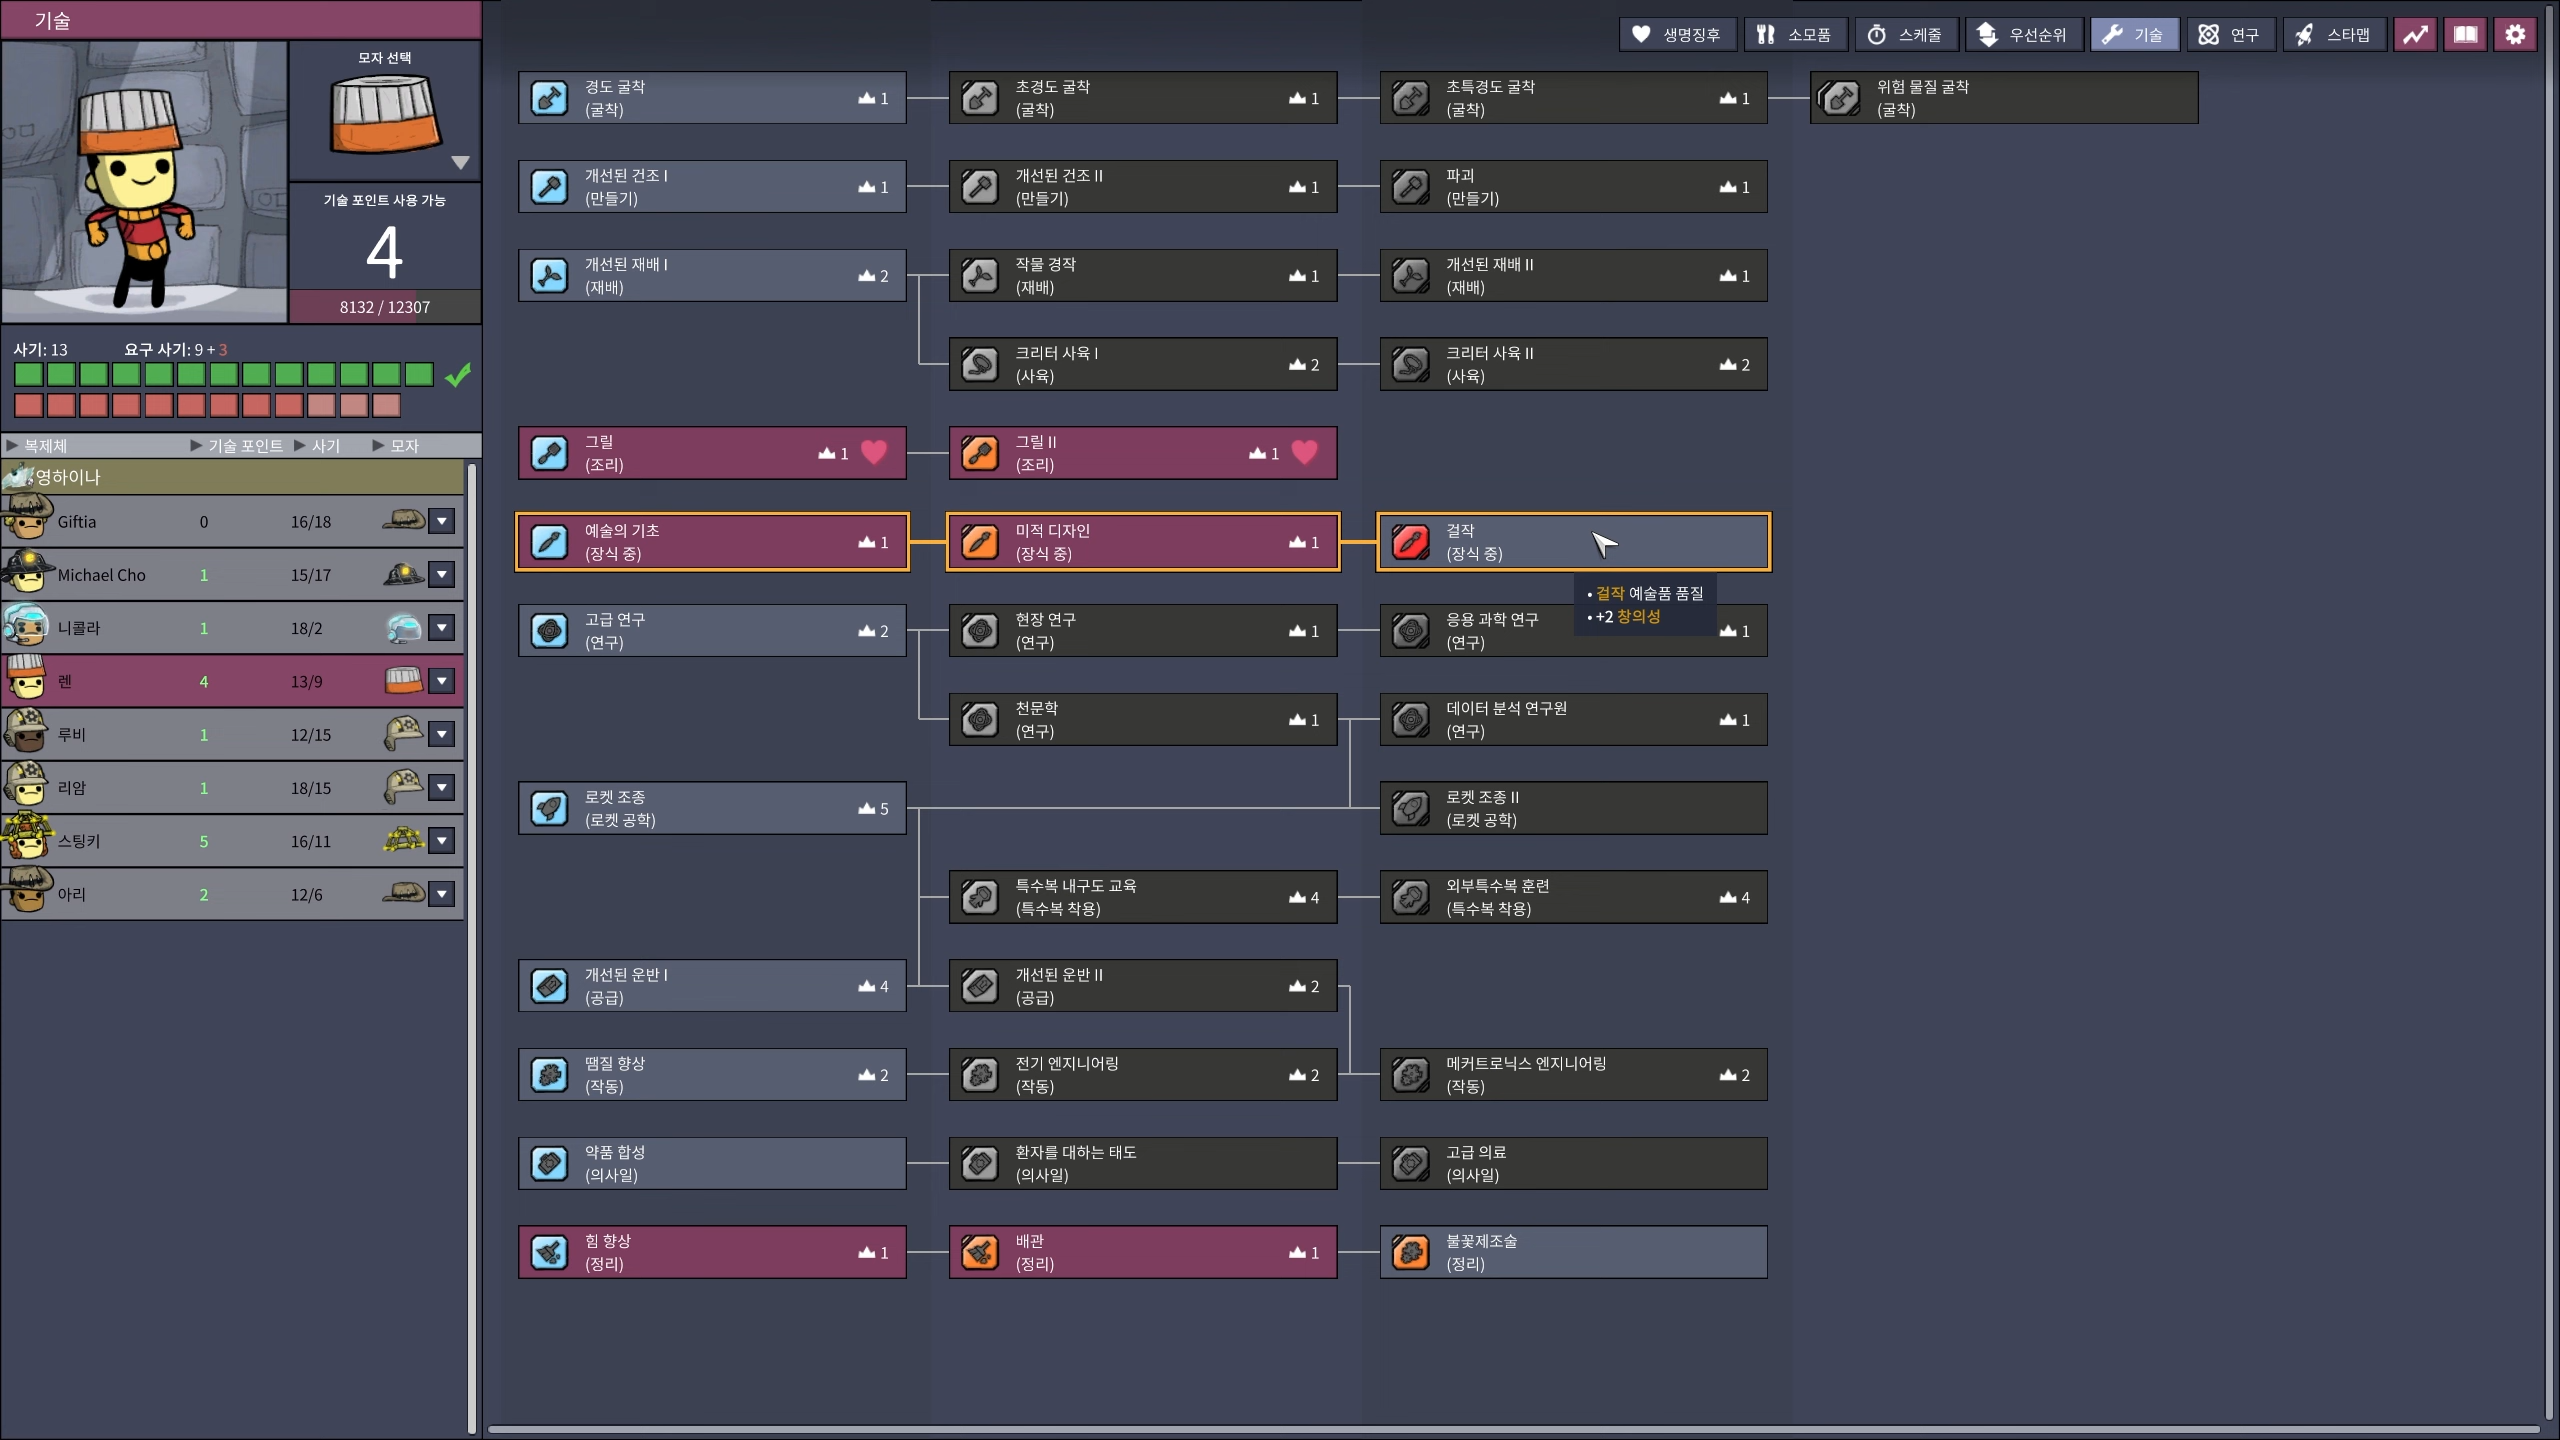 기술
생명징후
소모품
스케줄
우선순위
기술
연구
스타맵
모자 선택
기술 포인트 사용 가능
4
8132 / 12307
사기: 13
요구 사기: 9 + 3
복제체
기술 포인트
사기
모자
영하이나
Giftia 0 16/18
Michael Cho 1 15/17
니콜라 1 18/2
렌 4 13/9
루비 1 12/15
리암 1 18/15
스팅키 5 16/11
아리 2 12/6
경도 굴착
(굴착)
1
초경도 굴착
(굴착)
1
초특경도 굴착
(굴착)
1
위험 물질 굴착
(굴착)
개선된 건조 I
(만들기)
1
개선된 건조 II
(만들기)
1
파괴
(만들기)
1
개선된 재배 I
(재배)
2
작물 경작
(재배)
1
개선된 재배 II
(재배)
1
크리터 사육 I
(사육)
2
크리터 사육 II
(사육)
2
그릴
(조리)
1
그릴 II
(조리)
1
예술의 기초
(장식 중)
1
미적 디자인
(장식 중)
1
걸작
(장식 중)
• 걸작 예술품 품질
• +2 창의성
고급 연구
(연구)
2
현장 연구
(연구)
1
응용 과학 연구
(연구)
1
천문학
(연구)
1
데이터 분석 연구원
(연구)
1
로켓 조종
(로켓 공학)
5
로켓 조종 II
(로켓 공학)
특수복 내구도 교육
(특수복 착용)
4
외부특수복 훈련
(특수복 착용)
4
개선된 운반 I
(공급)
4
개선된 운반 II
(공급)
2
땜질 향상
(작동)
2
전기 엔지니어링
(작동)
2
메커트로닉스 엔지니어링
(작동)
2
약품 합성
(의사일)
환자를 대하는 태도
(의사일)
고급 의료
(의사일)
힘 향상
(정리)
1
배관
(정리)
1
불꽃제조술
(정리)